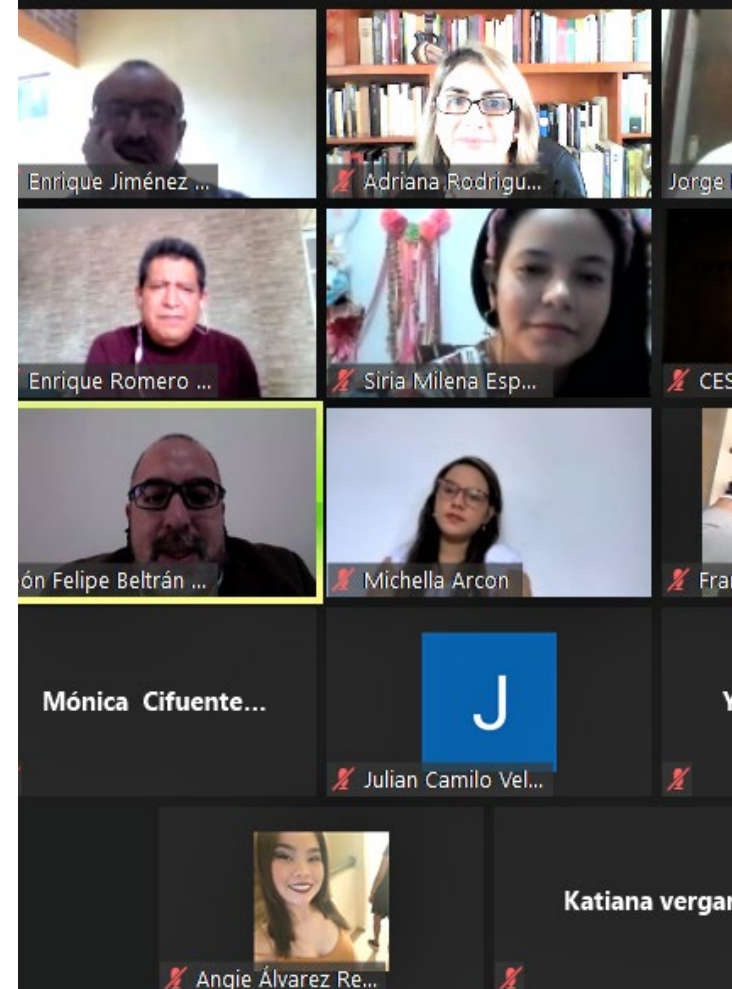 Enrique Jiménez ...
Adriana Rodrigu...
Jorge
Enrique Romero ...
Siria Milena Esp...
CES
ón Felipe Beltrán ...
Michella Arcon
Fra
Mónica Cifuente...
J
Julian Camilo Vel...
Y
Angie Álvarez Re...
Katiana vergar